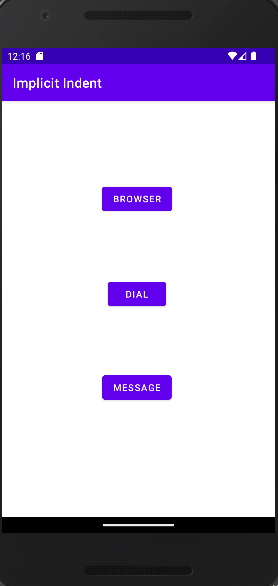 12:16
Implicit Indent
BROWSER
DIAL
MESSAGE